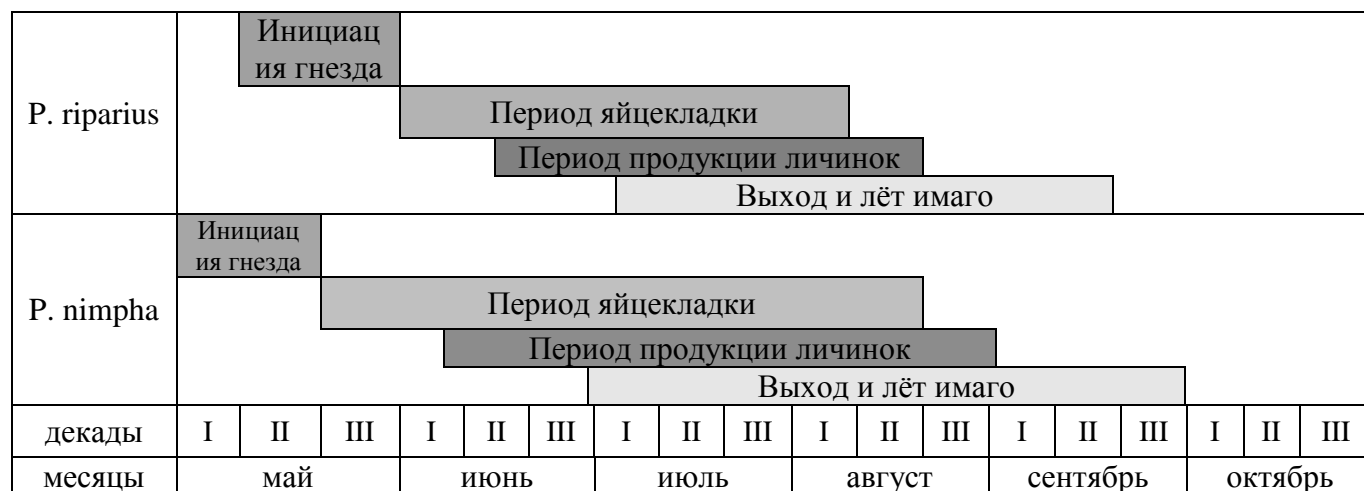 Инициац
ия гнезда
P. riparius
Период яйцекладки
Период продукции личинок
Выход и лёт имаго
Инициац
ия гнезда
P. nimpha
Период яйцекладки
Период продукции личинок
Выход и лёт имаго
декады I II III I II III I II III I II III I II III I II III
месяцы май июнь июль август сентябрь октябрь